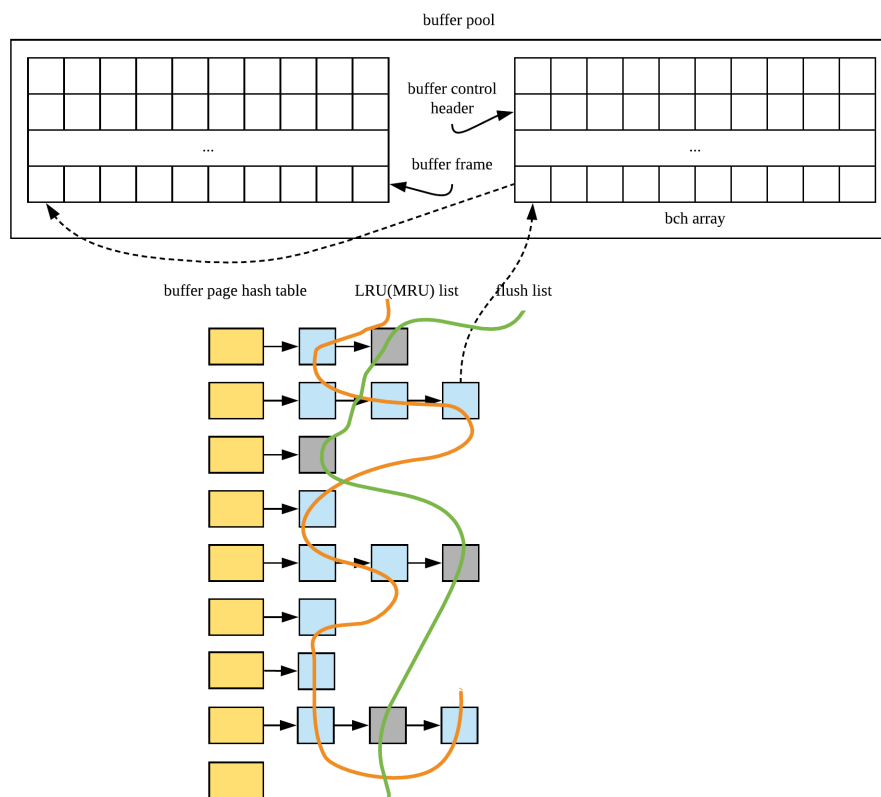 buffer pool
buffer control
header
...
...
buffer frame
bch array
buffer page hash table
LRU(MRU) list
flush list